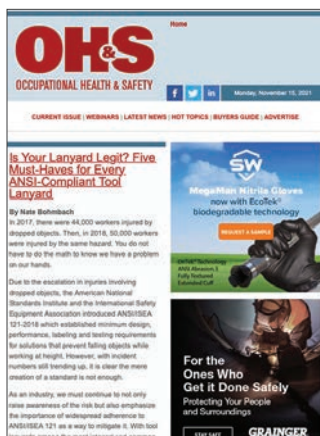 Home
OH&S
OCCUPATIONAL HEALTH & SAFETY
f in
Monday, November 15, 2021
CURRENT ISSUE | WEBINARS | LATEST NEWS | HOT TOPICS | BUYERS GUIDE | ADVERTISE
Is Your Lanyard Legit? Five
Must-Haves for Every
ANSI-Compliant Tool
Lanyard
By Nate Bohmbach
In 2017, there were 44,000 workers injured by
dropped objects. Then, in 2018, 50,000 workers
were injured by the same hazard. You do not
have to do the math to know we have a problem
on our hands.
Due to the escalation in injuries involving
dropped objects, the American National
Standards Institute and the International Safety
Equipment Association introduced ANSI/ISEA
121-2018 which established minimum design,
performance, labeling and testing requirements
for solutions that prevent falling objects while
working at height. However, with incident
numbers still trending up, it is clear the mere
creation of a standard is not enough.
As an industry, we must continue to not only
raise awareness of the risk but also emphasize
the importance of widespread adherence to
ANSI/ISEA 121 as a way to mitigate it. With tool
SW
MegaMan Nitrile Gloves
now with EcoTek®
biodegradable technology
REQUEST A SAMPLE
Technology
ANSI Abrasion
Fully Textured
Extended Cuff
For the
Ones Who
Get it Done Safely
Protecting Your People
and Surroundings
STAY SAFE
GRAINGER